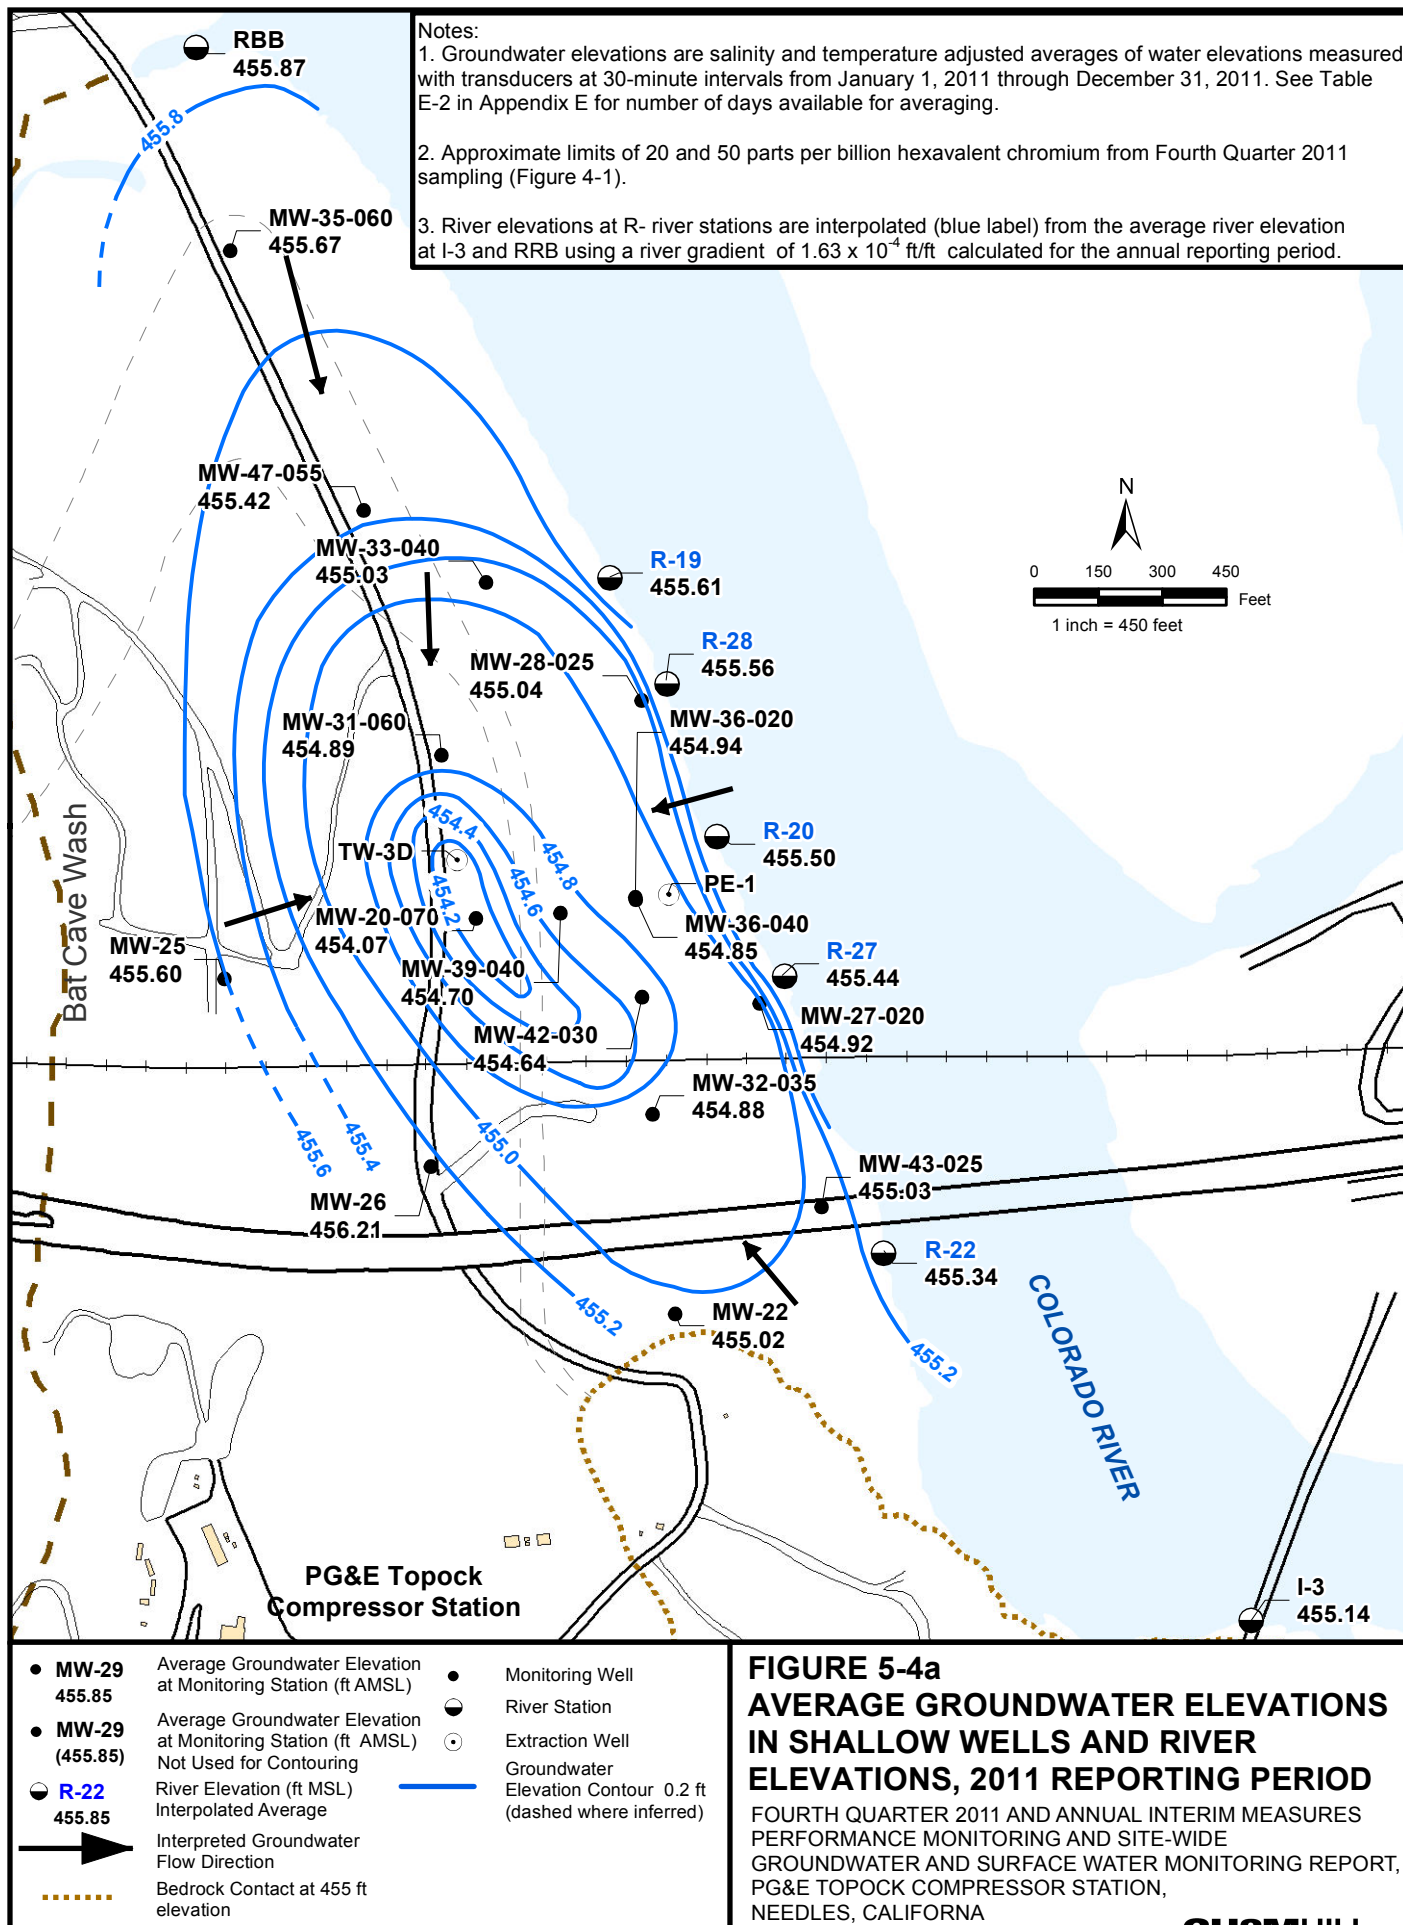 Notes:
1. Groundwater elevations are salinity and temperature adjusted averages of water elevations measured
with transducers at 30-minute intervals from January 1, 2011 through December 31, 2011. See Table
E-2 in Appendix E for number of days available for averaging.
2. Approximate limits of 20 and 50 parts per billion hexavalent chromium from Fourth Quarter 2011
sampling (Figure 4-1).
3. River elevations at R- river stations are interpolated (blue label) from the average river elevation
at I-3 and RRB using a river gradient of 1.63 x 10-4 ft/ft calculated for the annual reporting period.
RBB
455.87
455.8
MW-35-060
455.67
MW-47-055
455.42
MW-33-040
455.03
R-19
455.61
N
0 150 300 450
Feet
1 inch = 450 feet
R-28
455.56
MW-28-025
455.04
MW-31-060
454.89
MW-36-020
454.94
454.4
TW-3D
454.8
R-20
455.50
454.2
454.6
PE-1
MW-20-070
454.07
MW-36-040
454.85
MW-25
455.60
Bat Cave Wash
MW-39-040
454.70
R-27
455.44
MW-42-030
454.64
MW-27-020
454.92
MW-32-035
454.88
455.6
455.4
455.0
MW-26
456.21
MW-43-025
455.03
R-22
455.34
455.2
MW-22
455.02
455.2
COLORADO RIVER
PG&E Topock
Compressor Station
I-3
455.14
MW-29
455.85
Average Groundwater Elevation
at Monitoring Station (ft AMSL)
MW-29
(455.85)
Average Groundwater Elevation
at Monitoring Station (ft AMSL)
Not Used for Contouring
R-22
455.85
River Elevation (ft MSL)
Interpolated Average
Interpreted Groundwater
Flow Direction
Bedrock Contact at 455 ft
elevation
Monitoring Well
River Station
Extraction Well
Groundwater
Elevation Contour 0.2 ft
(dashed where inferred)
FIGURE 5-4a
AVERAGE GROUNDWATER ELEVATIONS
IN SHALLOW WELLS AND RIVER
ELEVATIONS, 2011 REPORTING PERIOD
FOURTH QUARTER 2011 AND ANNUAL INTERIM MEASURES
PERFORMANCE MONITORING AND SITE-WIDE
GROUNDWATER AND SURFACE WATER MONITORING REPORT,
PG&E TOPOCK COMPRESSOR STATION,
NEEDLES, CALIFORNA